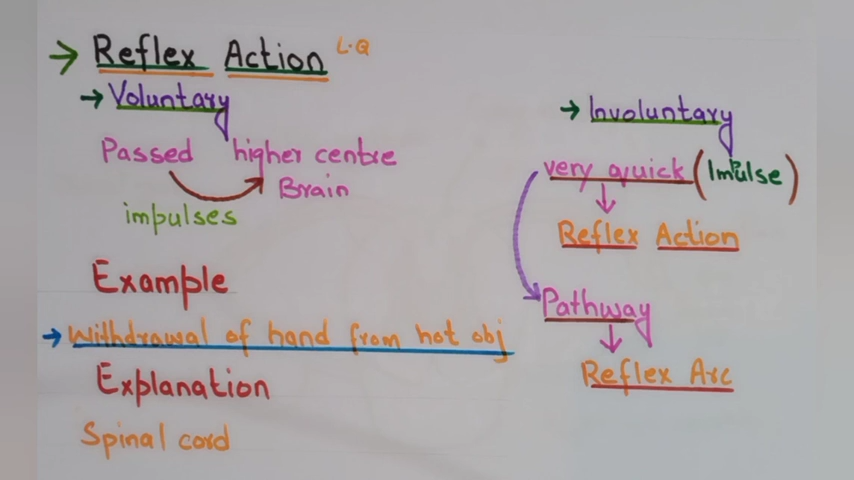 → Reflex Action L.Q
→ Voluntary
Passed higher centre
Brain
impulses
Example
→ Withdrawal of hand from hot obj
Explanation
Spinal cord
→ Involuntary
very quick (Impulse)
Reflex Action
Pathway
Reflex Arc